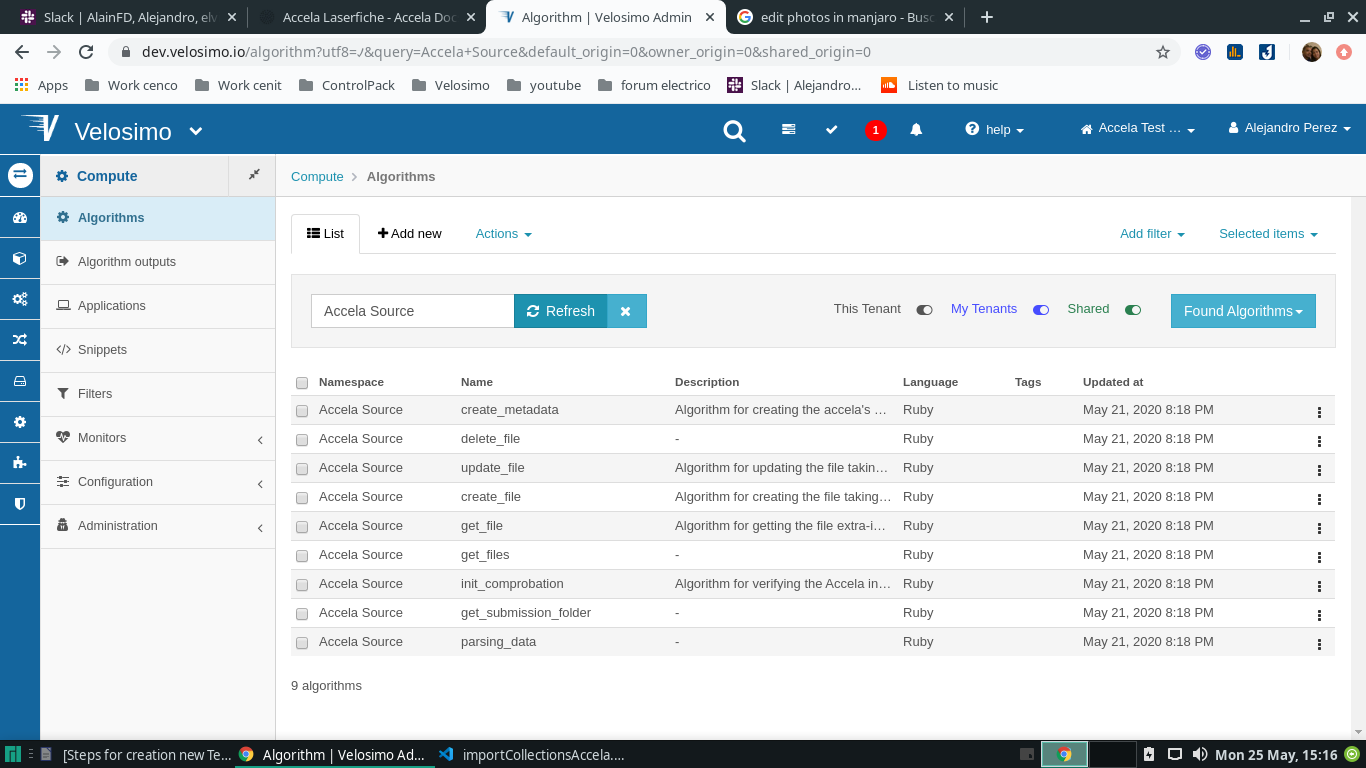 Slack | AlainFD, Alejandro, elv
Accela Laserfiche - Accela Doc
Algorithm | Velosimo Admin
edit photos in manjaro - Busc
dev.velosimo.io/algorithm?utf8=✓&query=Accela+Source&default_origin=0&owner_origin=0&shared_origin=0
Apps Work cenco Work cenit ControlPack Velosimo youtube forum electrico Slack | Alejandro... Listen to music
Velosimo 1 help Accela Test ... Alejandro Perez
Compute
Algorithms
Algorithm outputs
Applications
Snippets
Filters
Monitors
Configuration
Administration
Compute > Algorithms
List + Add new Actions Add filter Selected items
Accela Source Refresh This Tenant My Tenants Shared Found Algorithms
Namespace Name Description Language Tags Updated at
Accela Source create_metadata Algorithm for creating the accela's ... Ruby May 21, 2020 8:18 PM
Accela Source delete_file - Ruby May 21, 2020 8:18 PM
Accela Source update_file Algorithm for updating the file takin... Ruby May 21, 2020 8:18 PM
Accela Source create_file Algorithm for creating the file taking... Ruby May 21, 2020 8:18 PM
Accela Source get_file Algorithm for getting the file extra-i... Ruby May 21, 2020 8:18 PM
Accela Source get_files - Ruby May 21, 2020 8:18 PM
Accela Source init_comprobation Algorithm for verifying the Accela in... Ruby May 21, 2020 8:18 PM
Accela Source get_submission_folder - Ruby May 21, 2020 8:18 PM
Accela Source parsing_data - Ruby May 21, 2020 8:18 PM
9 algorithms
[Steps for creation new Te... Algorithm | Velosimo Ad... importCollectionsAccela.... Mon 25 May, 15:16